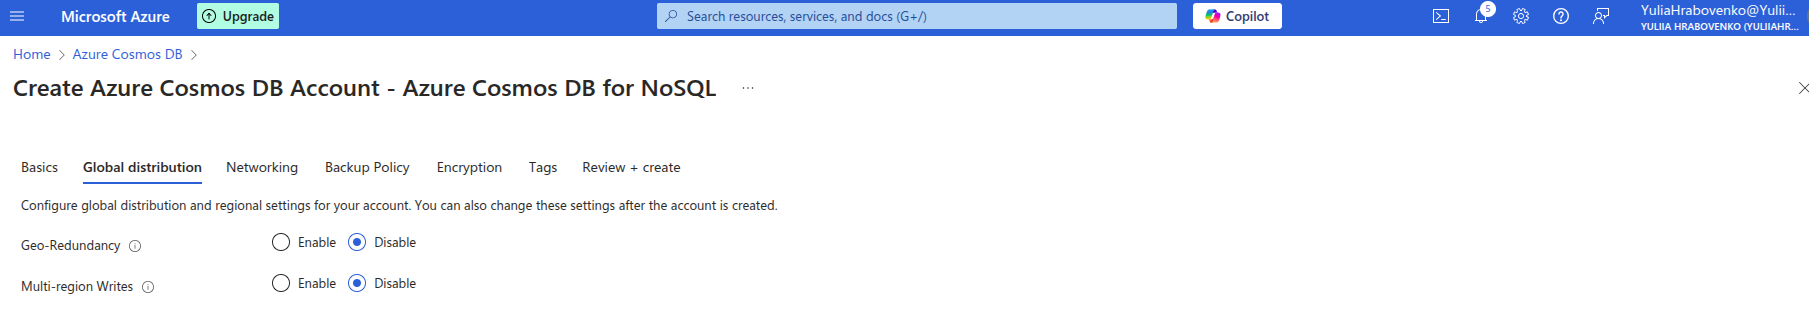 Microsoft Azure
Upgrade
Search resources, services, and docs (G+/)
Copilot
5
YuliaHrabovenko@Yulii...
YULIIA HRABOVENKO (YULIIAHR...
Home > Azure Cosmos DB >
Create Azure Cosmos DB Account - Azure Cosmos DB for NoSQL ...
Basics Global distribution Networking Backup Policy Encryption Tags Review + create
Configure global distribution and regional settings for your account. You can also change these settings after the account is created.
Geo-Redundancy Enable Disable
Multi-region Writes Enable Disable